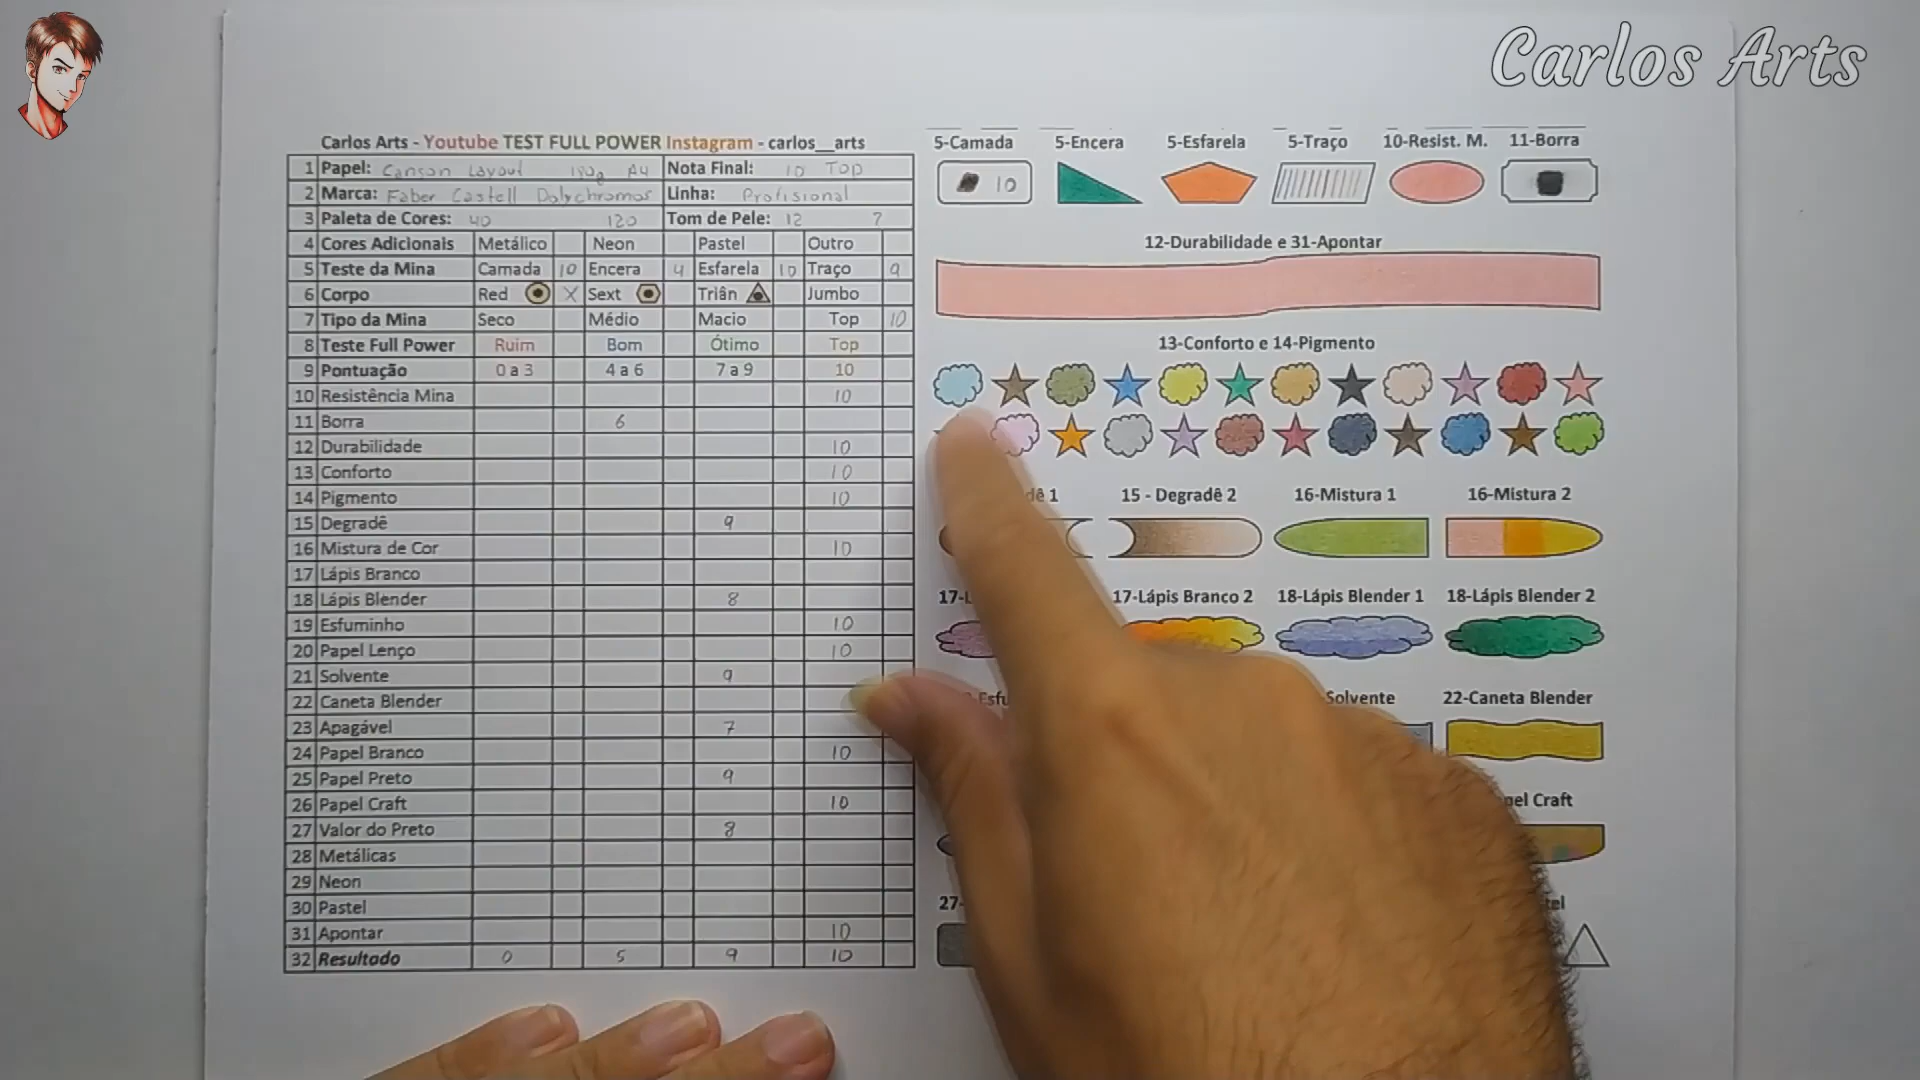 Carlos Arts
Carlos Arts - Youtube TEST FULL POWER Instagram - carlos__arts
1 Papel: Canson Layout 180g A4 Nota Final: 10 Top
2 Marca: Faber Castell Polychromos Linha: Profisional
3 Paleta de Cores: 40 120 Tom de Pele: 12 7
4 Cores Adicionais Metálico Neon Pastel Outro
5 Teste da Mina Camada 10 Encera 4 Esfarela 10 Traço 9
6 Corpo Red X Sext Triân Jumbo
7 Tipo da Mina Seco Médio Macio Top 10
8 Teste Full Power Ruim Bom Ótimo Top
9 Pontuação 0 a 3 4 a 6 7 a 9 10
10 Resistência Mina 10
11 Borra 6
12 Durabilidade 10
13 Conforto 10
14 Pigmento 10
15 Degradê 9
16 Mistura de Cor 10
17 Lápis Branco
18 Lápis Blender 8
19 Esfuminho 10
20 Papel Lenço 10
21 Solvente 9
22 Caneta Blender
23 Apagável 7
24 Papel Branco 10
25 Papel Preto 9
26 Papel Craft 10
27 Valor do Preto 8
28 Metálicas
29 Neon
30 Pastel
31 Apontar 10
32 Resultado 0 5 9 10
5-Camada 5-Encera 5-Esfarela 5-Traço 10-Resist. M. 11-Borra
10
12-Durabilidade e 31-Apontar
13-Conforto e 14-Pigmento
dê 1 15 - Degradê 2 16-Mistura 1 16-Mistura 2
17-L 17-Lápis Branco 2 18-Lápis Blender 1 18-Lápis Blender 2
-Esfu Solvente 22-Caneta Blender
pel Craft
27- tel